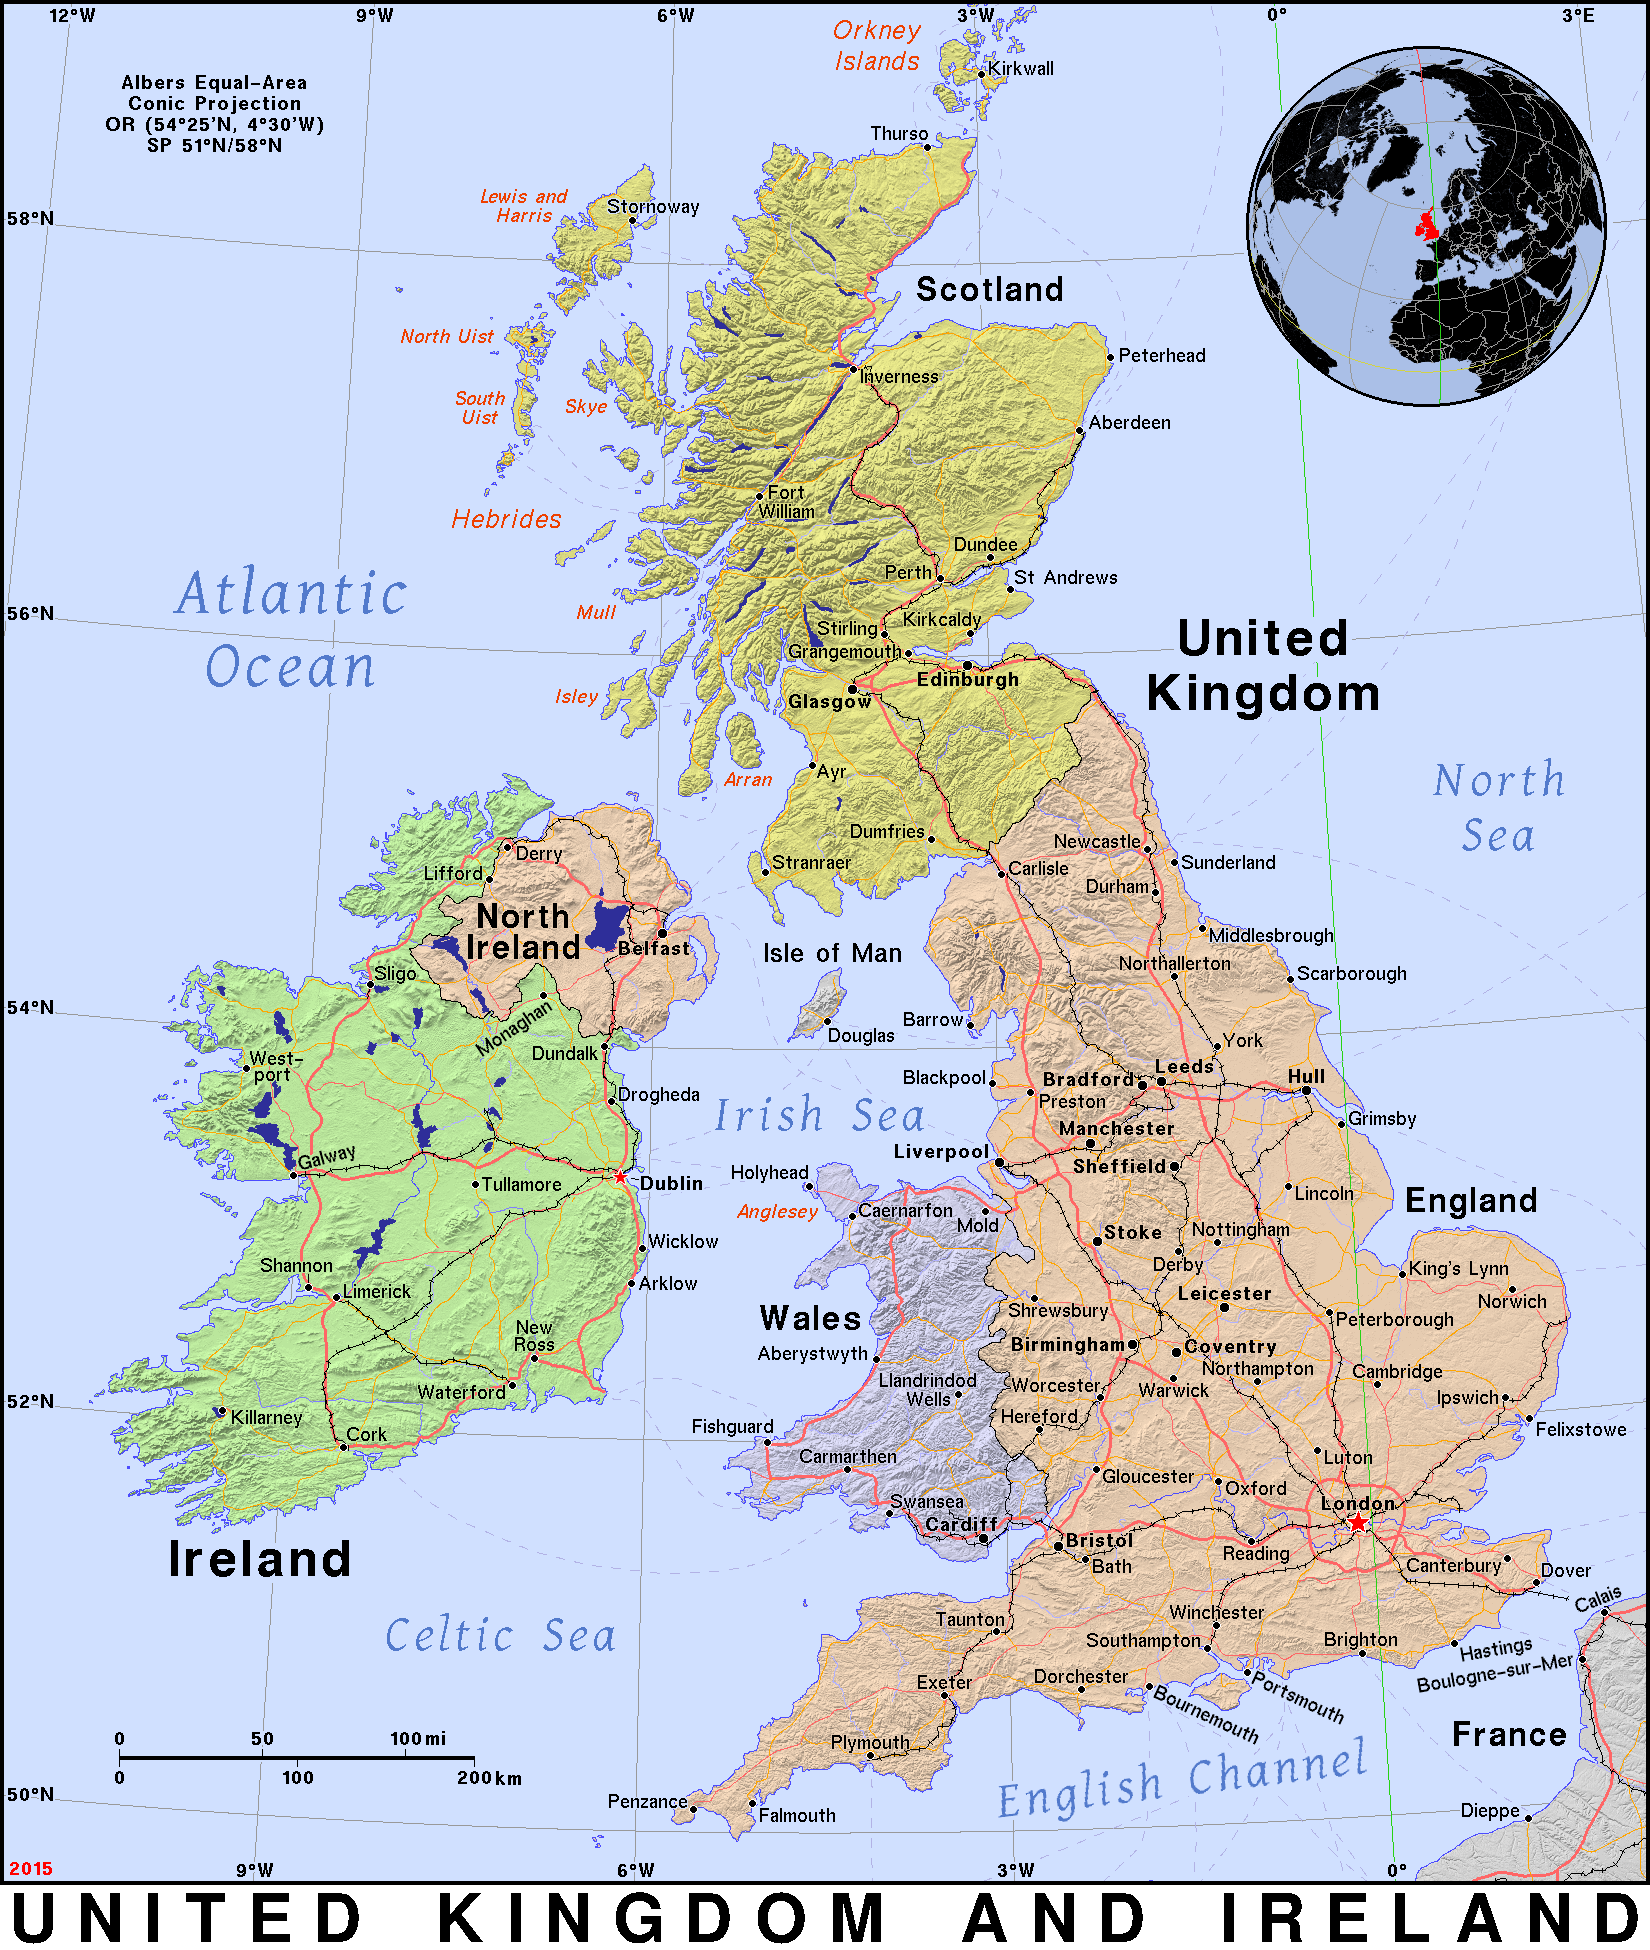 12°W
9°W
6°W
3°W
0°
3°E
Albers Equal-Area
Conic Projection
OR (54°25'N, 4°30'W)
SP 51°N/58°N
Orkney
Islands
Kirkwall
Thurso
Lewis and
Harris
Stornoway
58°N
Scotland
North Uist
Peterhead
Inverness
South
Uist
Skye
Aberdeen
Fort
William
Hebrides
Dundee
Perth
St Andrews
Atlantic
Ocean
56°N
Mull
Stirling
Kirkcaldy
Grangemouth
United
Kingdom
Edinburgh
Glasgow
Isley
Arran
Ayr
North
Sea
Dumfries
Newcastle
Derry
Stranraer
Carlisle
Sunderland
Lifford
Durham
North
Ireland
Belfast
Isle of Man
Middlesbrough
Northallerton
Sligo
Scarborough
54°N
Monaghan
Barrow
Douglas
York
Dundalk
West-
port
Leeds
Blackpool
Bradford
Hull
Drogheda
Preston
Irish Sea
Grimsby
Manchester
Liverpool
Galway
Sheffield
Holyhead
Dublin
Tullamore
Lincoln
England
Anglesey
Caernarfon
Mold
Stoke
Nottingham
Wicklow
Derby
Shannon
King's Lynn
Arklow
Limerick
Leicester
Norwich
Shrewsbury
Wales
Peterborough
New
Ross
Birmingham
Coventry
Aberystwyth
Northampton
Cambridge
Llandrindod
Wells
Worcester
Warwick
Waterford
Ipswich
52°N
Killarney
Hereford
Fishguard
Felixstowe
Cork
Carmarthen
Luton
Gloucester
Oxford
Swansea
London
Cardiff
Bristol
Ireland
Reading
Bath
Canterbury
Dover
Calais
Taunton
Winchester
Celtic Sea
Southampton
Brighton
Hastings
Boulogne-sur-Mer
Exeter
Dorchester
Portsmouth
Bournemouth
France
0 50 100 mi
0 100 200 km
Plymouth
English Channel
50°N
Penzance
Falmouth
Dieppe
2015
9°W
6°W
3°W
0°
UNITED KINGDOM AND IRELAND